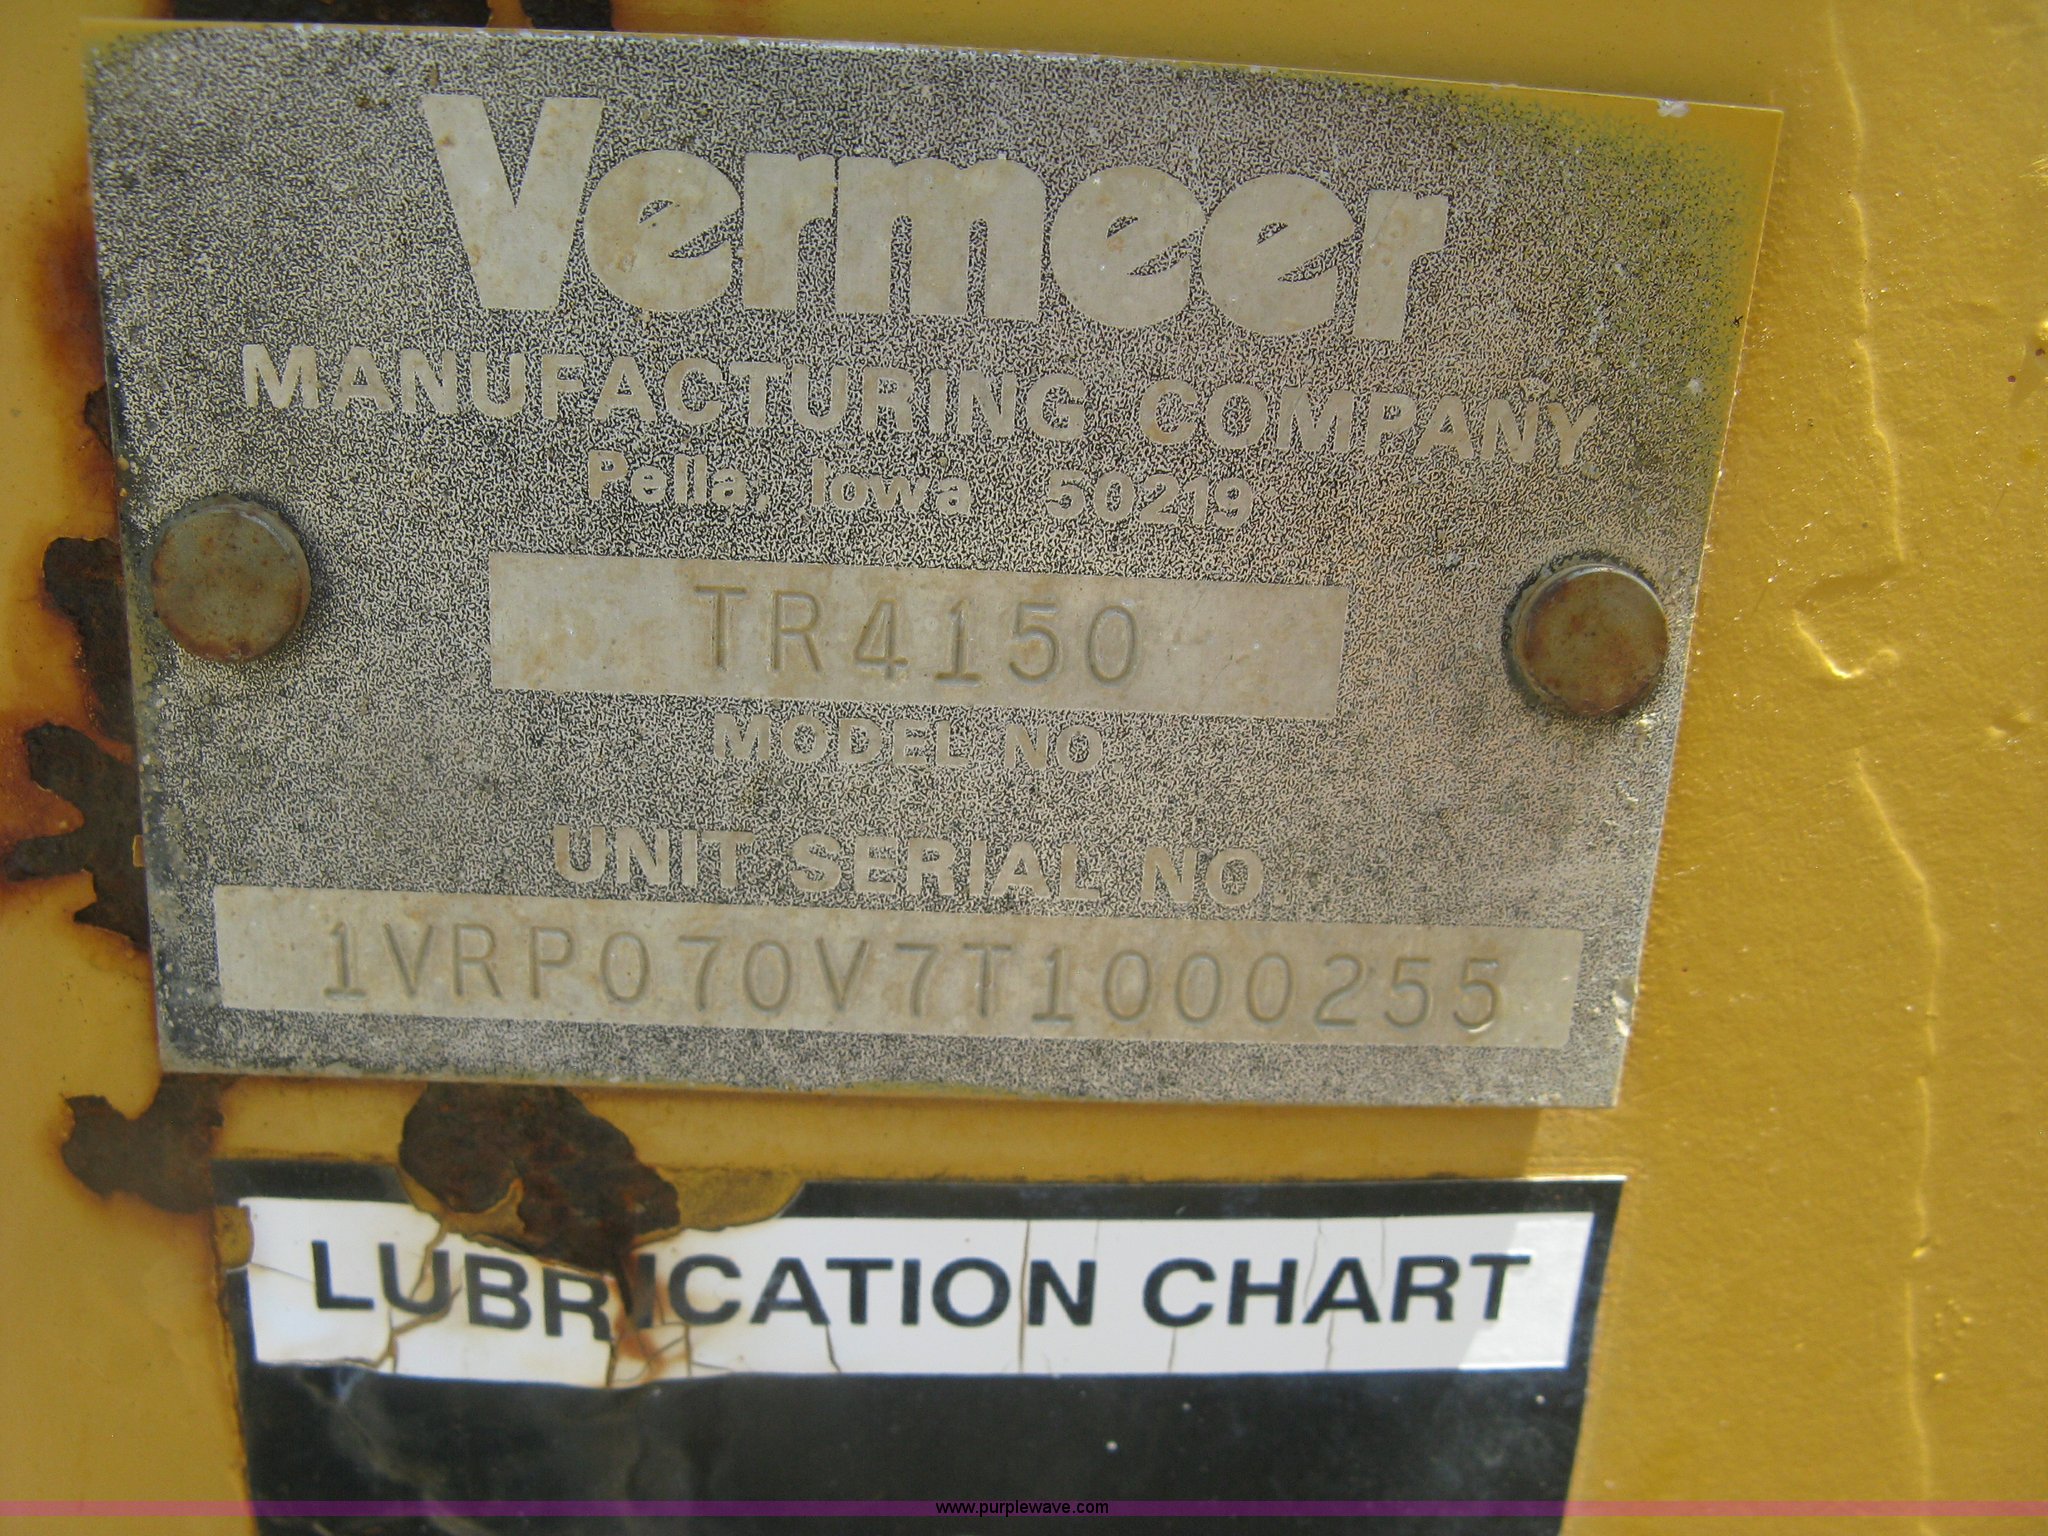 Vermeer
MANUFACTURING COMPANY
Pella, Iowa 50219
TR4150
MODEL NO.
UNIT SERIAL NO.
1VRP070V7T1000255
LUBRICATION CHART
www.purplewave.com